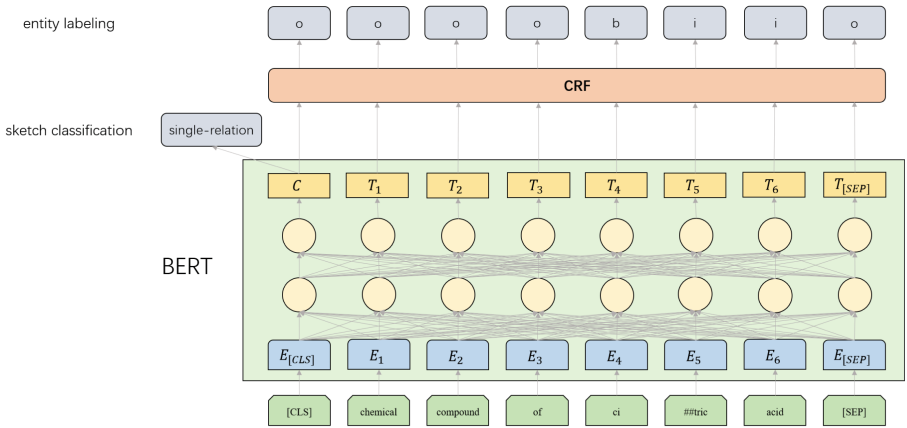 entity labeling o o o o b i i o
CRF
sketch classification single-relation
C T₁ T₂ T₃ T₄ T₅ T₆ T[SEP]
BERT
E[CLS] E₁ E₂ E₃ E₄ E₅ E₆ E[SEP]
[CLS] chemical compound of ci ##tric acid [SEP]